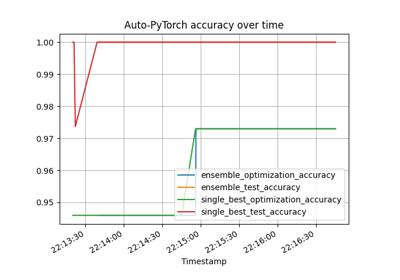 Auto-PyTorch accuracy over time
1.00
0.99
0.98
0.97
0.96
0.95
ensemble_optimization_accuracy
ensemble_test_accuracy
single_best_optimization_accuracy
single_best_test_accuracy
22:13:30
22:14:00
22:14:30
22:15:00
22:15:30
22:16:00
22:16:30
Timestamp